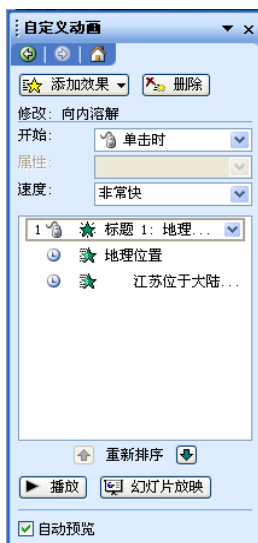 自定义动画
添加效果 删除
修改: 向内溶解
开始: 单击时
属性:
速度: 非常快
1 标题 1: 地理...
地理位置
江苏位于大陆...
重新排序
播放 幻灯片放映
自动预览